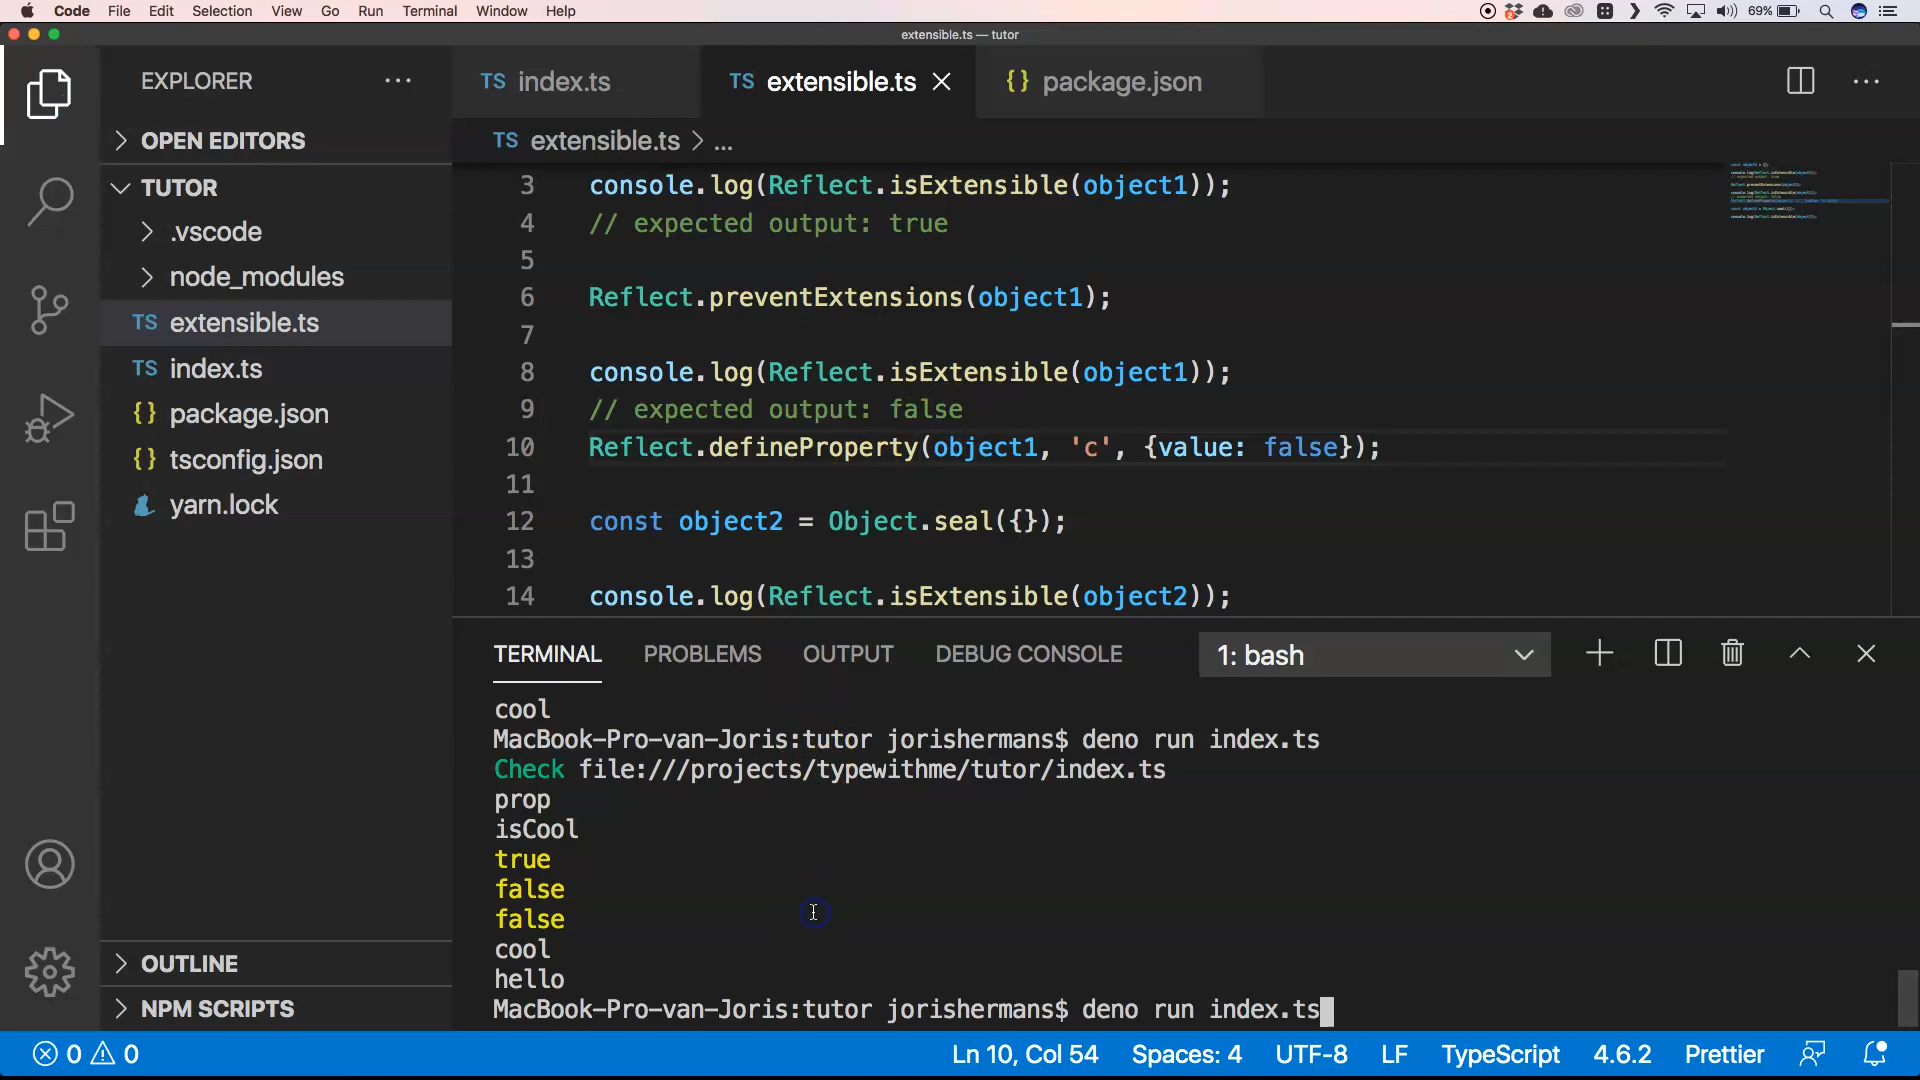 Code File Edit Selection View Go Run Terminal Window Help
69%
extensible.ts — tutor
EXPLORER
TS index.ts
TS extensible.ts
{} package.json
OPEN EDITORS
TS extensible.ts > ...
TUTOR
.vscode
node_modules
TS extensible.ts
TS index.ts
{} package.json
{} tsconfig.json
yarn.lock
OUTLINE
NPM SCRIPTS
3 console.log(Reflect.isExtensible(object1));
4 // expected output: true
5
6 Reflect.preventExtensions(object1);
7
8 console.log(Reflect.isExtensible(object1));
9 // expected output: false
10 Reflect.defineProperty(object1, 'c', {value: false});
11
12 const object2 = Object.seal({});
13
14 console.log(Reflect.isExtensible(object2));
TERMINAL PROBLEMS OUTPUT DEBUG CONSOLE 1: bash
cool
MacBook-Pro-van-Joris:tutor jorishermans$ deno run index.ts
Check file:///projects/typewithme/tutor/index.ts
prop
isCool
true
false
false
cool
hello
MacBook-Pro-van-Joris:tutor jorishermans$ deno run index.ts
0 0 Ln 10, Col 54 Spaces: 4 UTF-8 LF TypeScript 4.6.2 Prettier